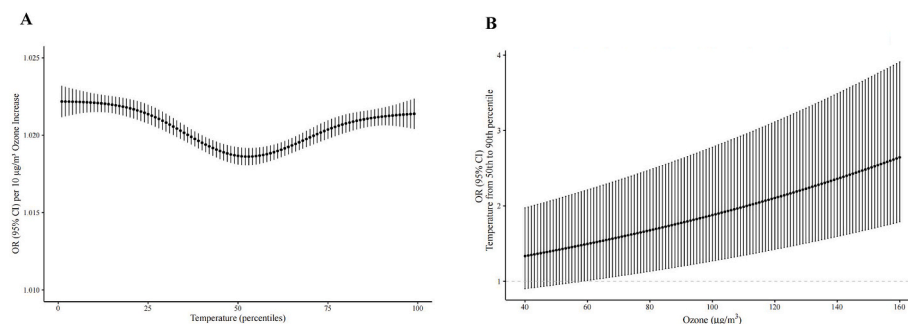 A
OR (95% CI) per 10 μg/m³ Ozone Increase
1.025
1.020
1.015
1.010
0
25
50
75
100
Temperature (percentiles)
B
OR (95% CI)
Temperature from 50th to 90th percentile
4
3
2
1
40
60
80
100
120
140
160
Ozone (μg/m³)